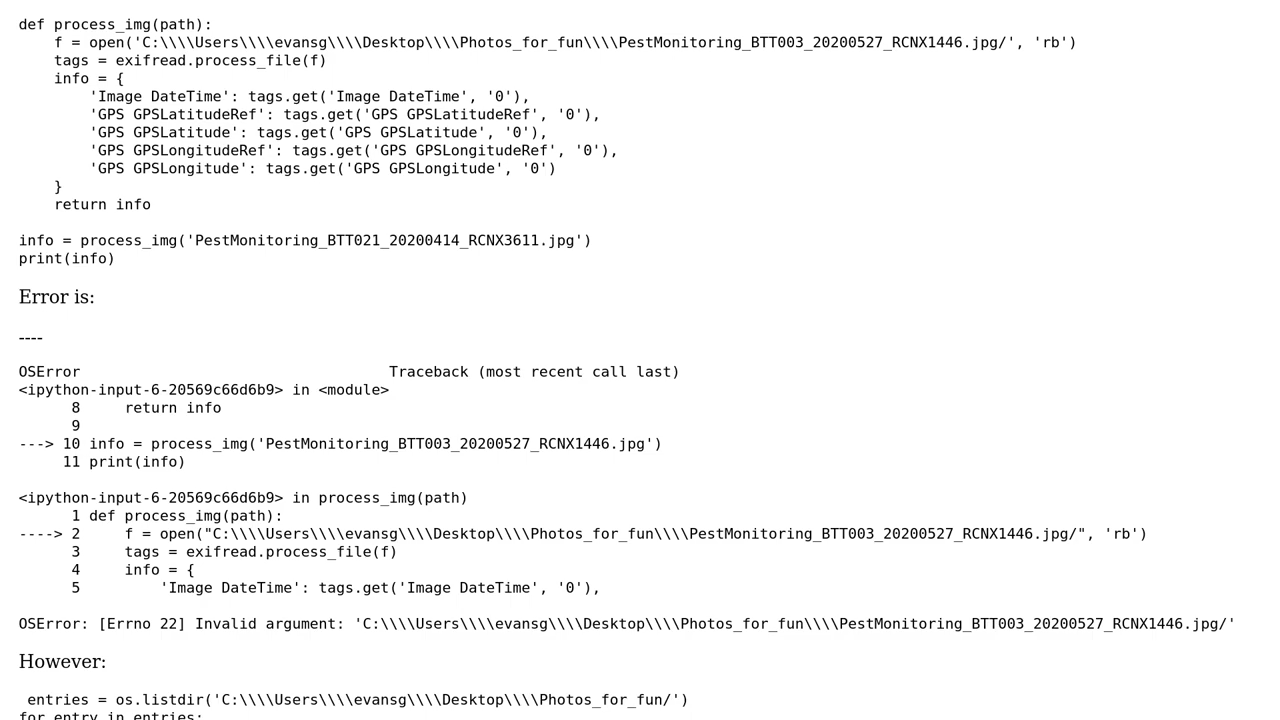 def process_img(path):
    f = open('C:\\\\Users\\\\evansg\\\\Desktop\\\\Photos_for_fun\\\\PestMonitoring_BTT003_20200527_RCNX1446.jpg/', 'rb')
    tags = exifread.process_file(f)
    info = {
        'Image DateTime': tags.get('Image DateTime', '0'),
        'GPS GPSLatitudeRef': tags.get('GPS GPSLatitudeRef', '0'),
        'GPS GPSLatitude': tags.get('GPS GPSLatitude', '0'),
        'GPS GPSLongitudeRef': tags.get('GPS GPSLongitudeRef', '0'),
        'GPS GPSLongitude': tags.get('GPS GPSLongitude', '0')
    }
    return info

info = process_img('PestMonitoring_BTT021_20200414_RCNX3611.jpg')
print(info)

Error is:

----

OSError                                   Traceback (most recent call last)
<ipython-input-6-20569c66d6b9> in <module>
      8     return info
      9
---> 10 info = process_img('PestMonitoring_BTT003_20200527_RCNX1446.jpg')
     11 print(info)

<ipython-input-6-20569c66d6b9> in process_img(path)
      1 def process_img(path):
----> 2     f = open("C:\\\\Users\\\\evansg\\\\Desktop\\\\Photos_for_fun\\\\PestMonitoring_BTT003_20200527_RCNX1446.jpg/", 'rb')
      3     tags = exifread.process_file(f)
      4     info = {
      5         'Image DateTime': tags.get('Image DateTime', '0'),

OSError: [Errno 22] Invalid argument: 'C:\\\\Users\\\\evansg\\\\Desktop\\\\Photos_for_fun\\\\PestMonitoring_BTT003_20200527_RCNX1446.jpg/'

However:

 entries = os.listdir('C:\\\\Users\\\\evansg\\\\Desktop\\\\Photos_for_fun/')
for entry in entries: